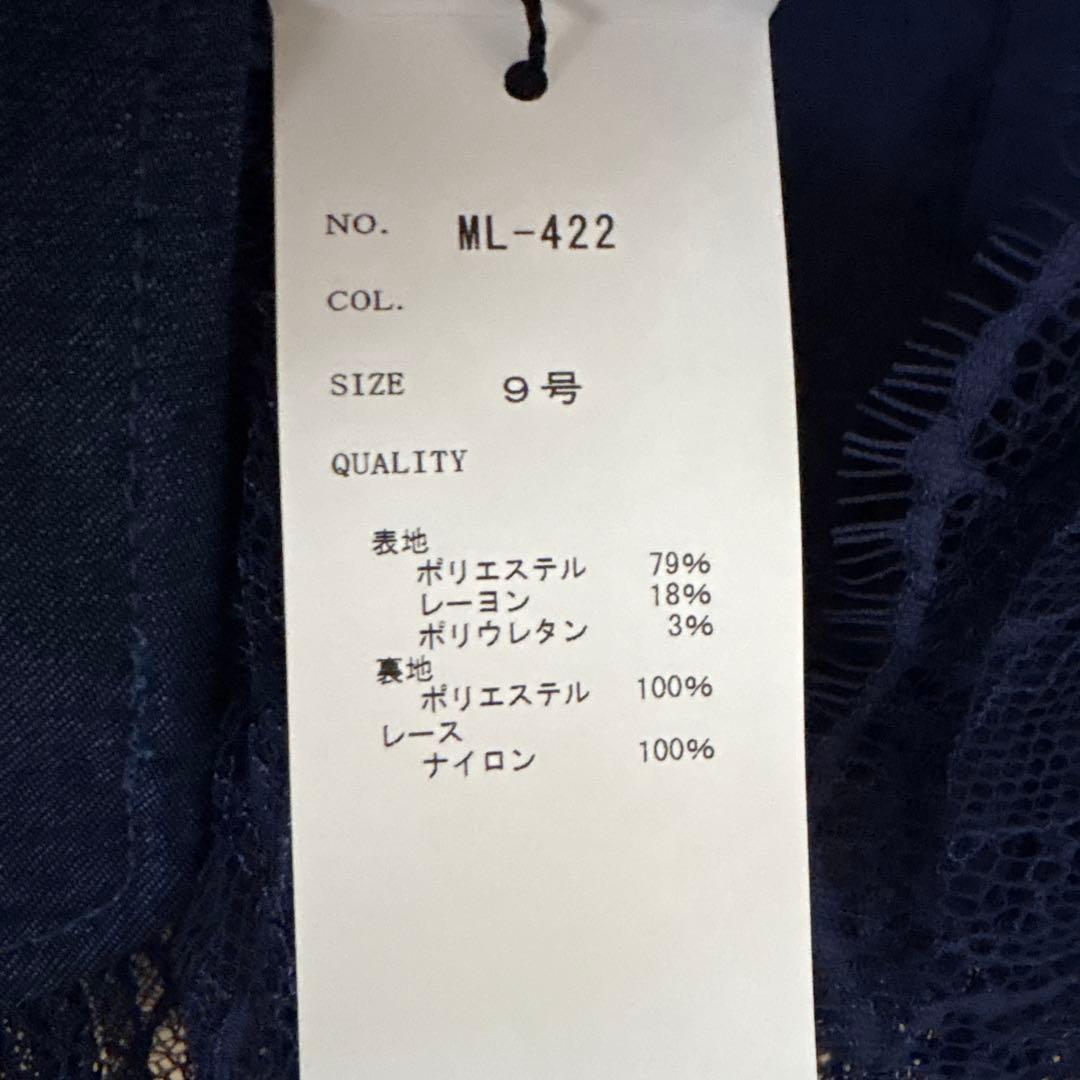 NO. ML-422
COL.
SIZE 9号
QUALITY
表地
ポリエステル 79%
レーヨン 18%
ポリウレタン 3%
裏地
ポリエステル 100%
レース
ナイロン 100%